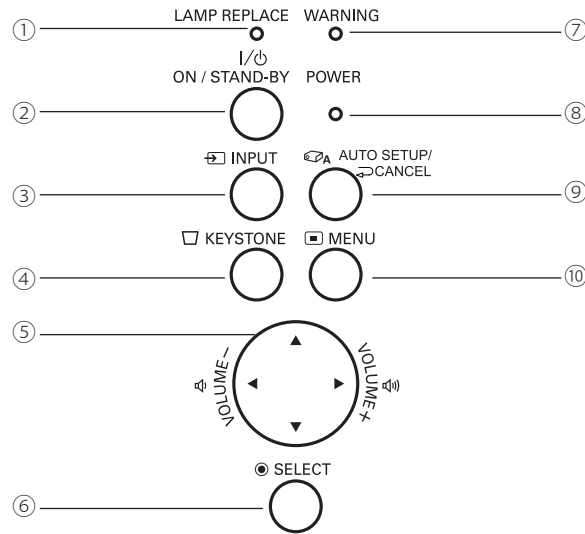 ① LAMP REPLACE WARNING ⑦
I/⏻
② ON / STAND-BY POWER ⑧
③ INPUT A AUTO SETUP/
CANCEL ⑨
④ KEYSTONE MENU ⑩
⑤
VOLUME－ VOLUME＋
SELECT
⑥